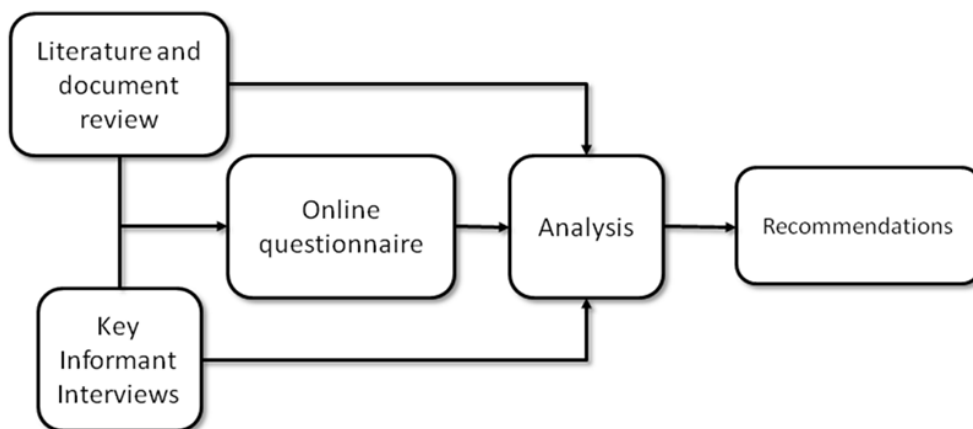 Literature and
document
review
Online
questionnaire
Analysis
Recommendations
Key
Informant
Interviews